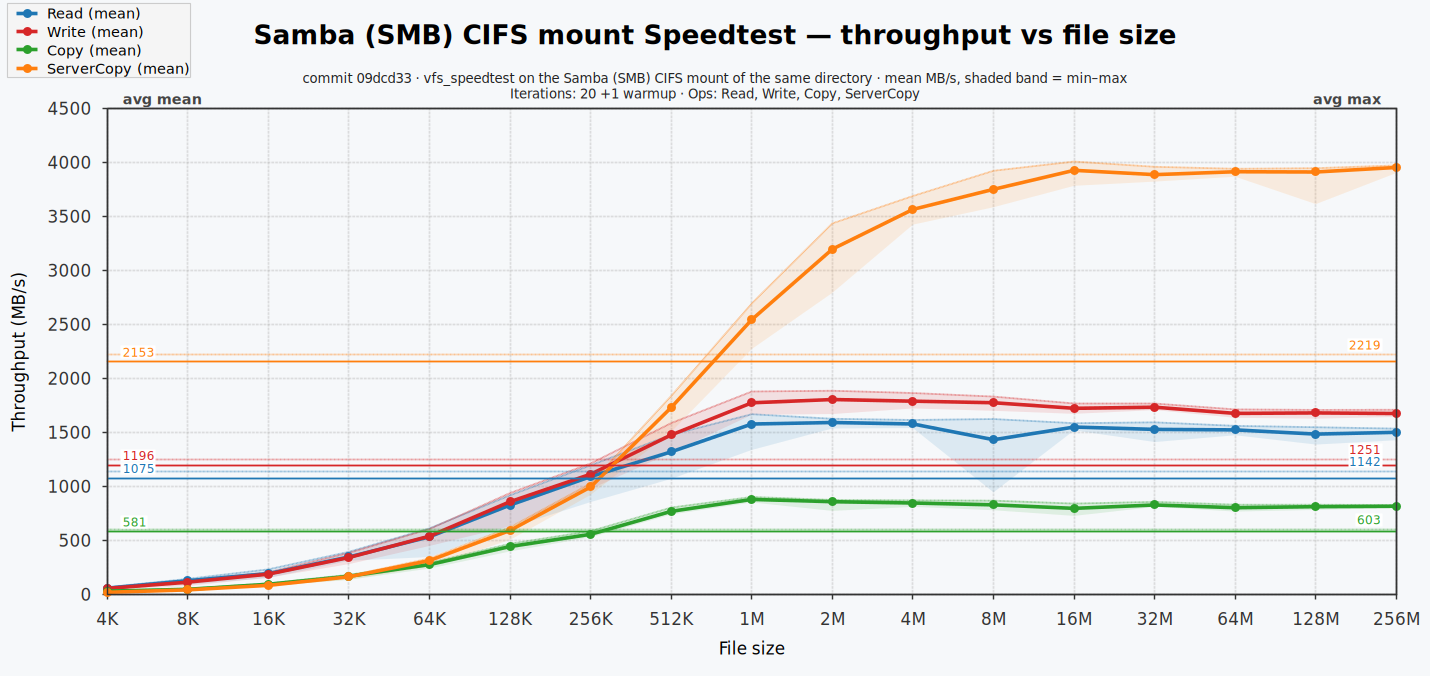 Read (mean)
Write (mean)
Copy (mean)
ServerCopy (mean)
Samba (SMB) CIFS mount Speedtest — throughput vs file size
commit 09dcd33 · vfs_speedtest on the Samba (SMB) CIFS mount of the same directory · mean MB/s, shaded band = min–max
Iterations: 20 +1 warmup · Ops: Read, Write, Copy, ServerCopy
avg mean
avg max
Throughput (MB/s)
4500
4000
3500
3000
2500
2000
1500
1000
500
0
2153
2219
1196
1251
1075
1142
581
603
4K 8K 16K 32K 64K 128K 256K 512K 1M 2M 4M 8M 16M 32M 64M 128M 256M
File size